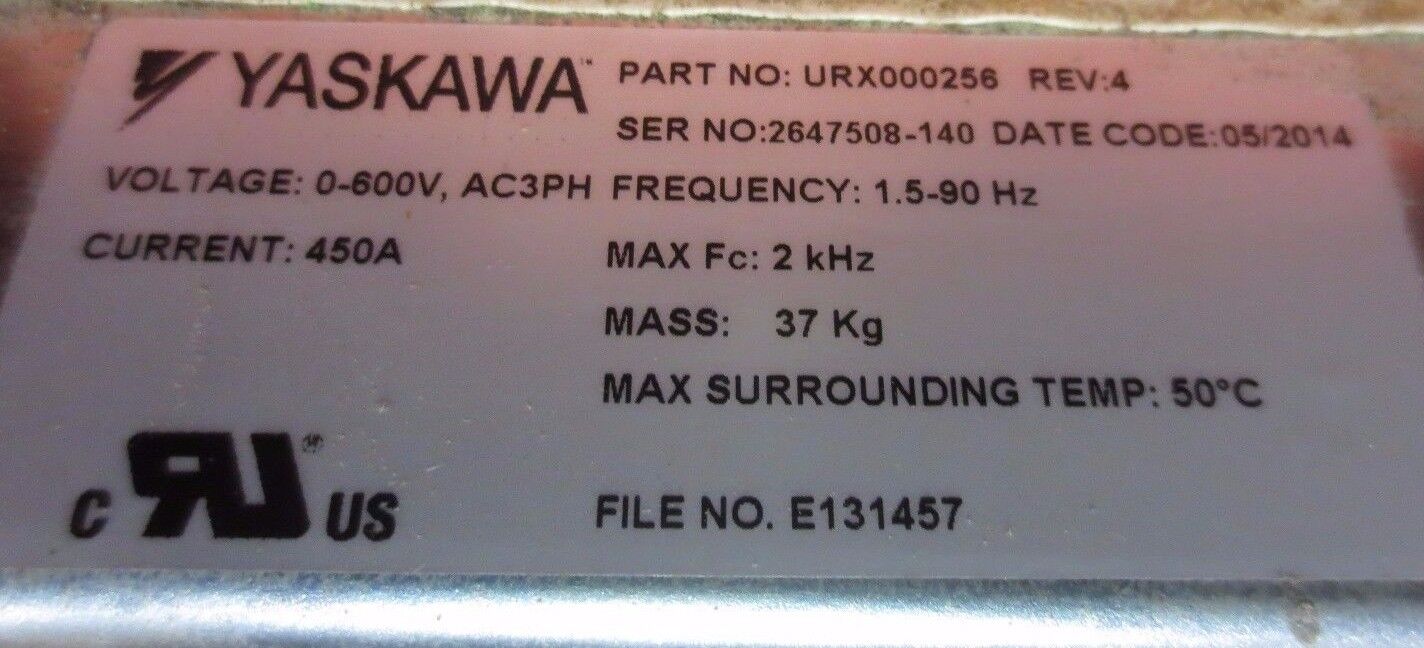 YASKAWA™ PART NO: URX000256 REV:4
SER NO:2647508-140 DATE CODE:05/2014
VOLTAGE: 0-600V, AC3PH FREQUENCY: 1.5-90 Hz
CURRENT: 450A MAX Fc: 2 kHz
MASS: 37 Kg
MAX SURROUNDING TEMP: 50°C
C RU® US FILE NO. E131457